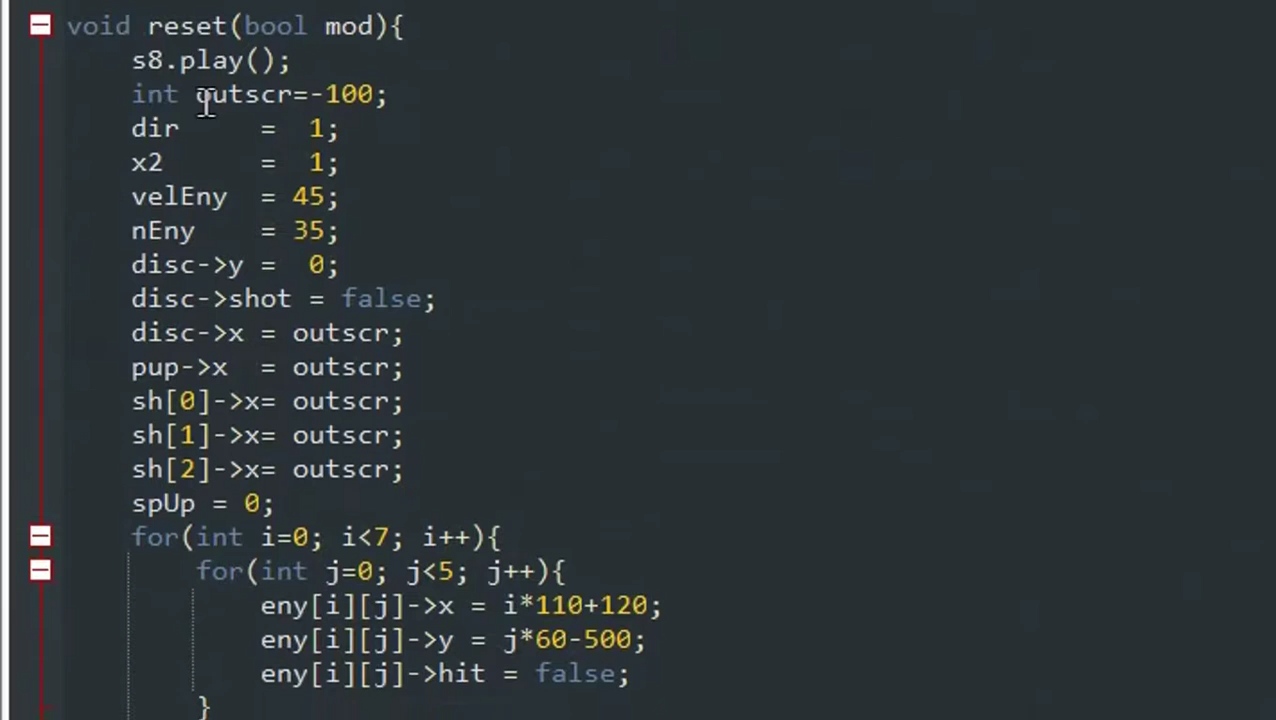 void reset(bool mod){
    s8.play();
    int outscr=-100;
    dir     =  1;
    x2      =  1;
    velEny  = 45;
    nEny    = 35;
    disc->y =  0;
    disc->shot = false;
    disc->x = outscr;
    pup->x  = outscr;
    sh[0]->x= outscr;
    sh[1]->x= outscr;
    sh[2]->x= outscr;
    spUp = 0;
    for(int i=0; i<7; i++){
        for(int j=0; j<5; j++){
            eny[i][j]->x = i*110+120;
            eny[i][j]->y = j*60-500;
            eny[i][j]->hit = false;
        }